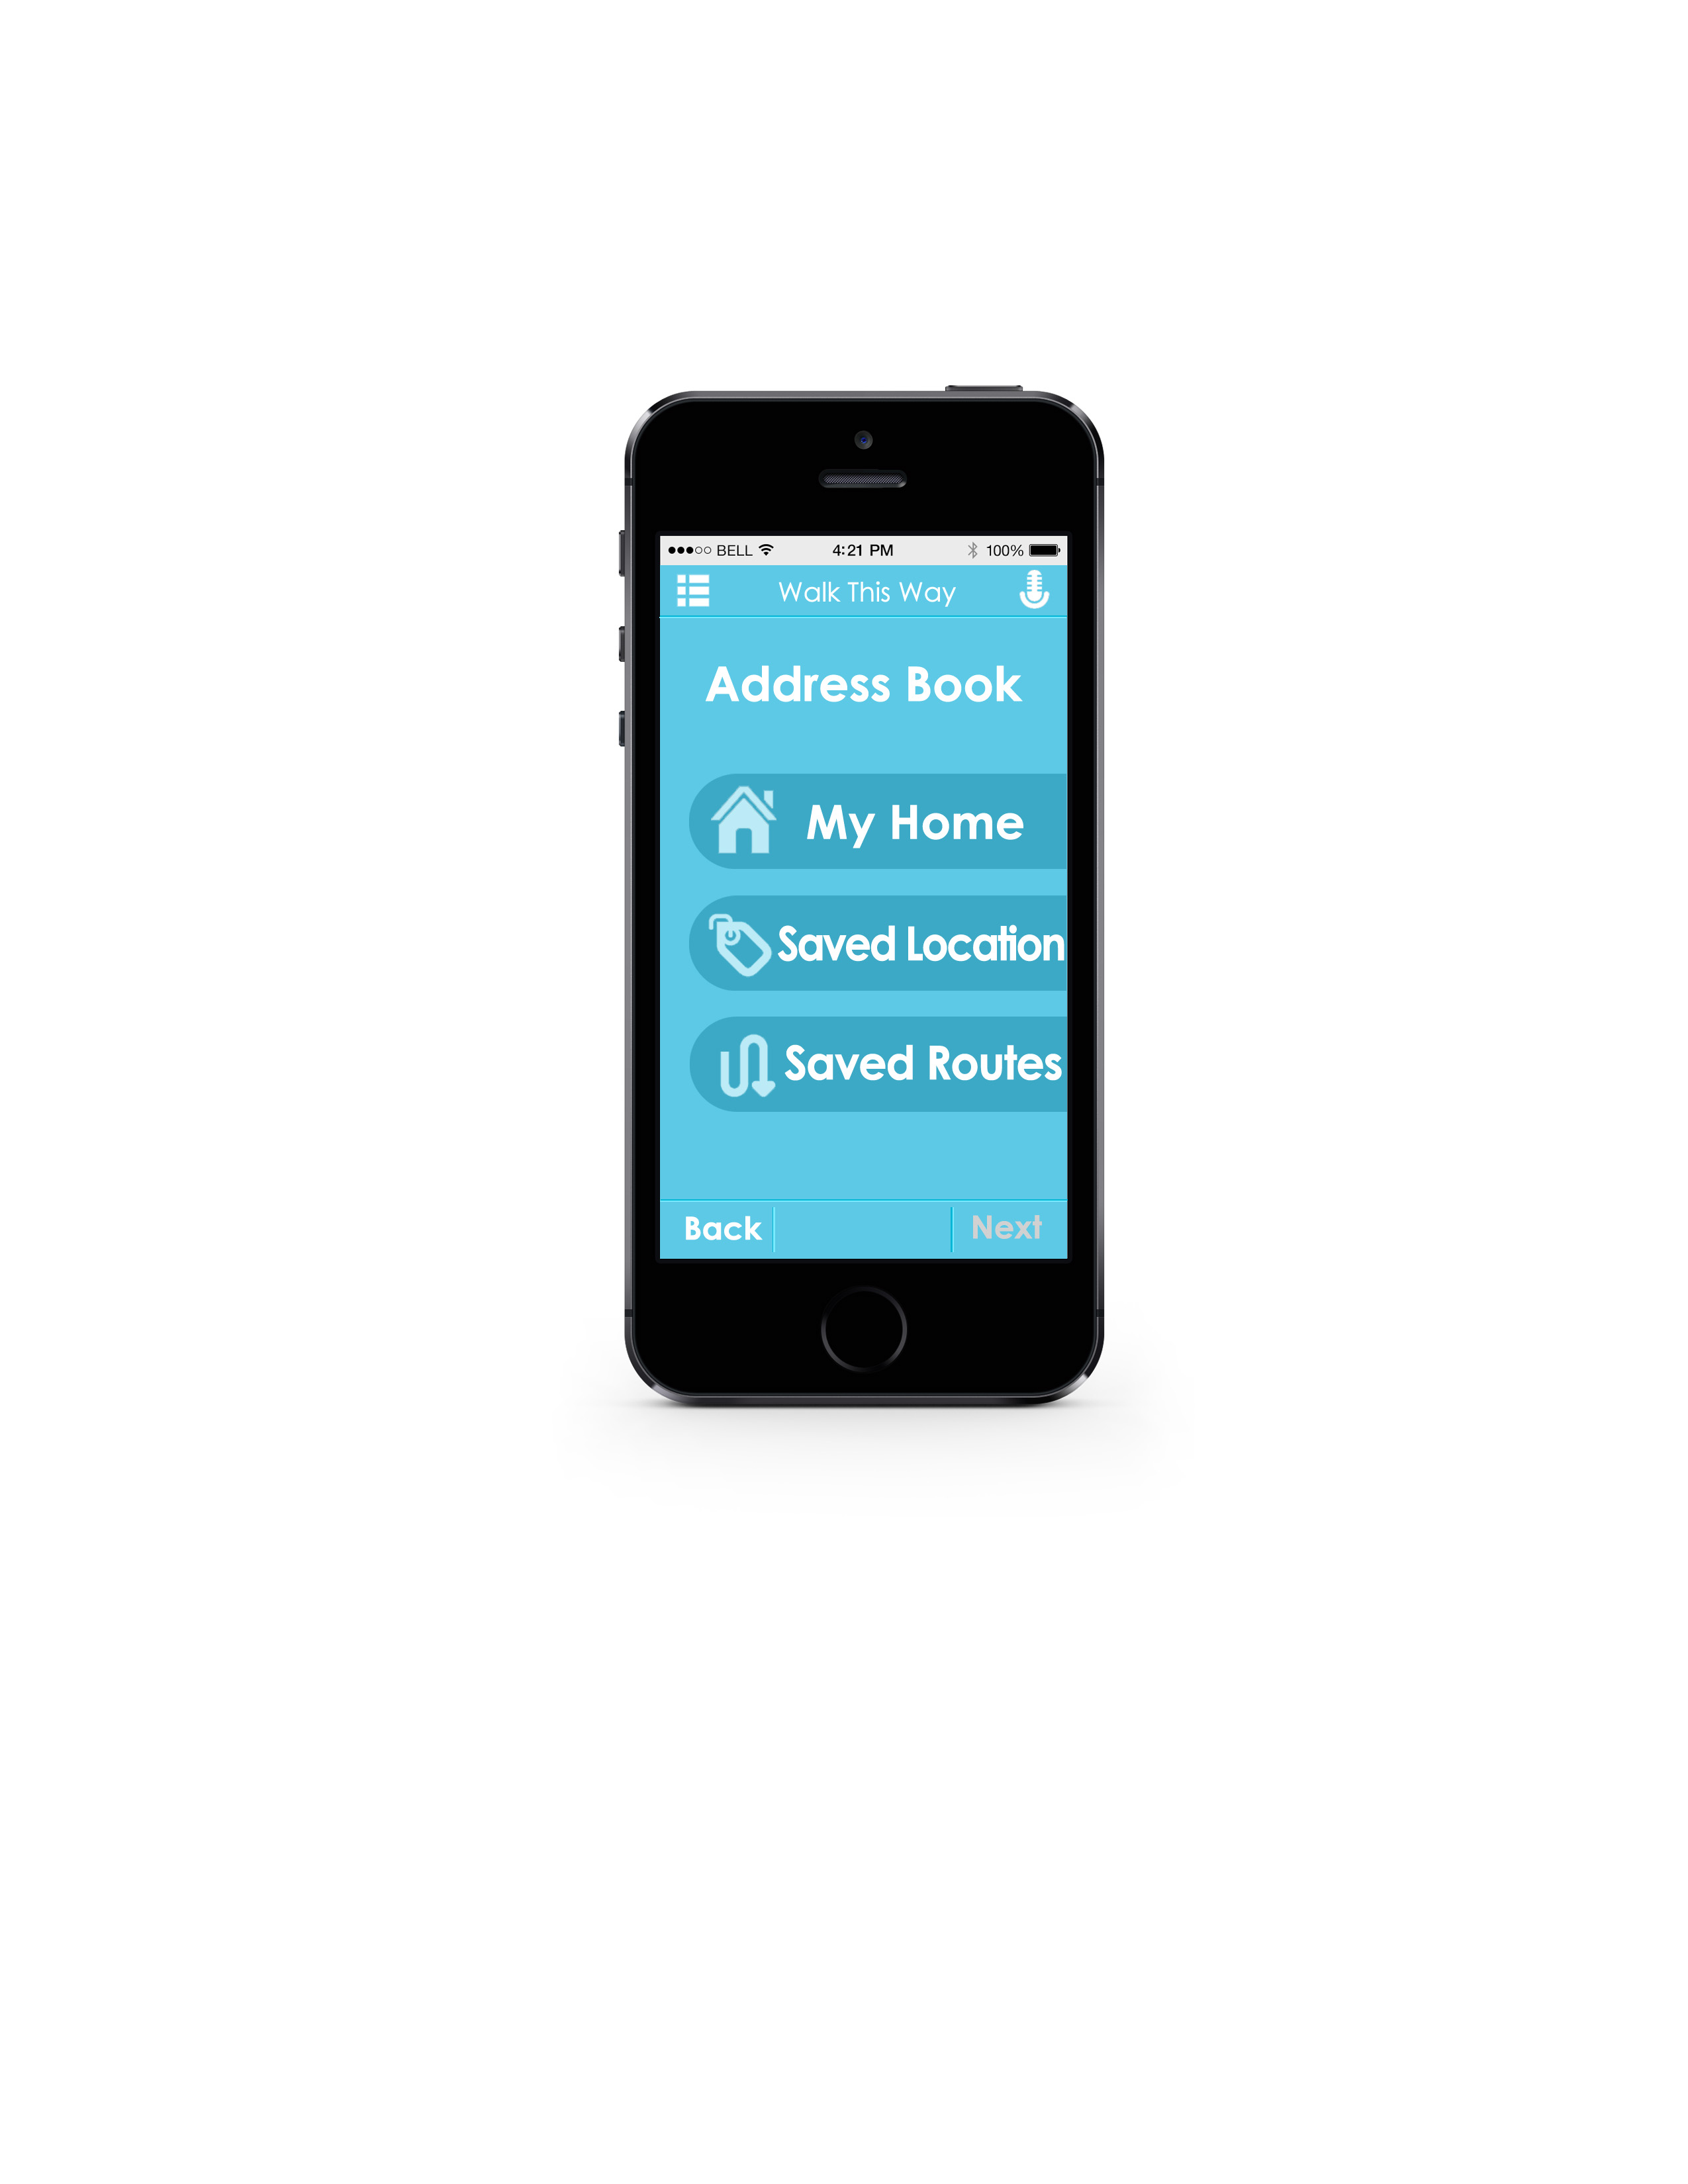 BELL 4:21 PM 100%
Walk This Way
Address Book
My Home
Saved Location
Saved Routes
Back Next